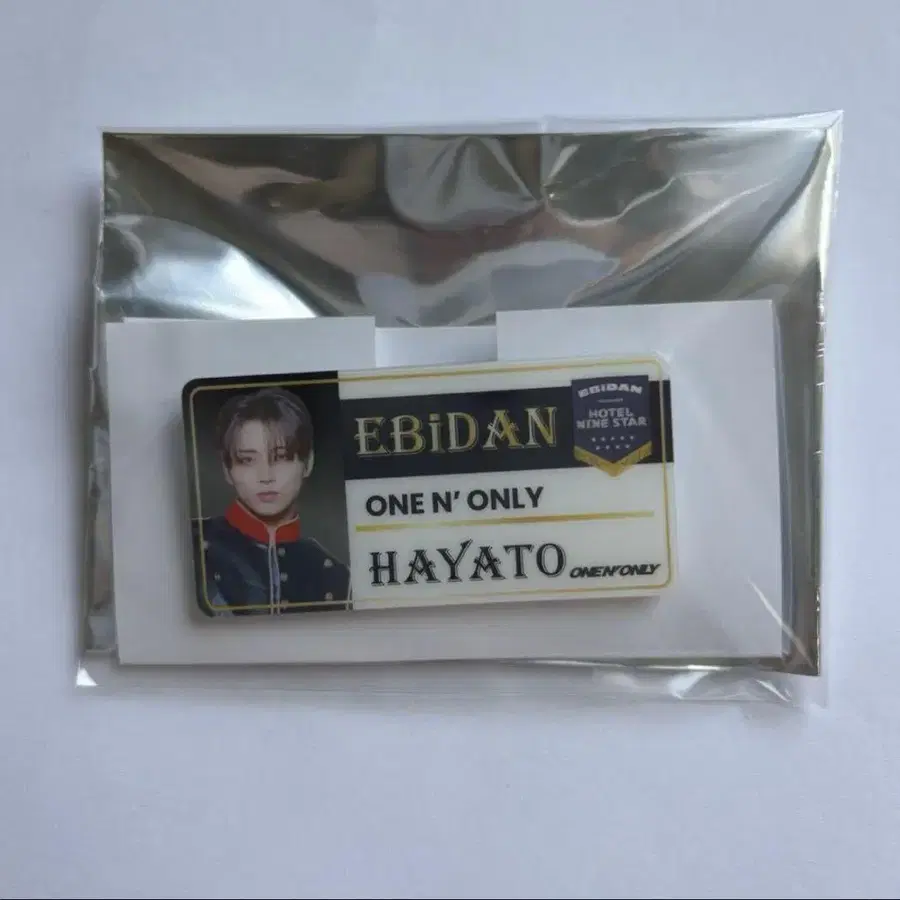 EBiDAN
EBiDAN
HOTEL
NINE STAR
ONE N' ONLY
HAYATO
ONE N' ONLY